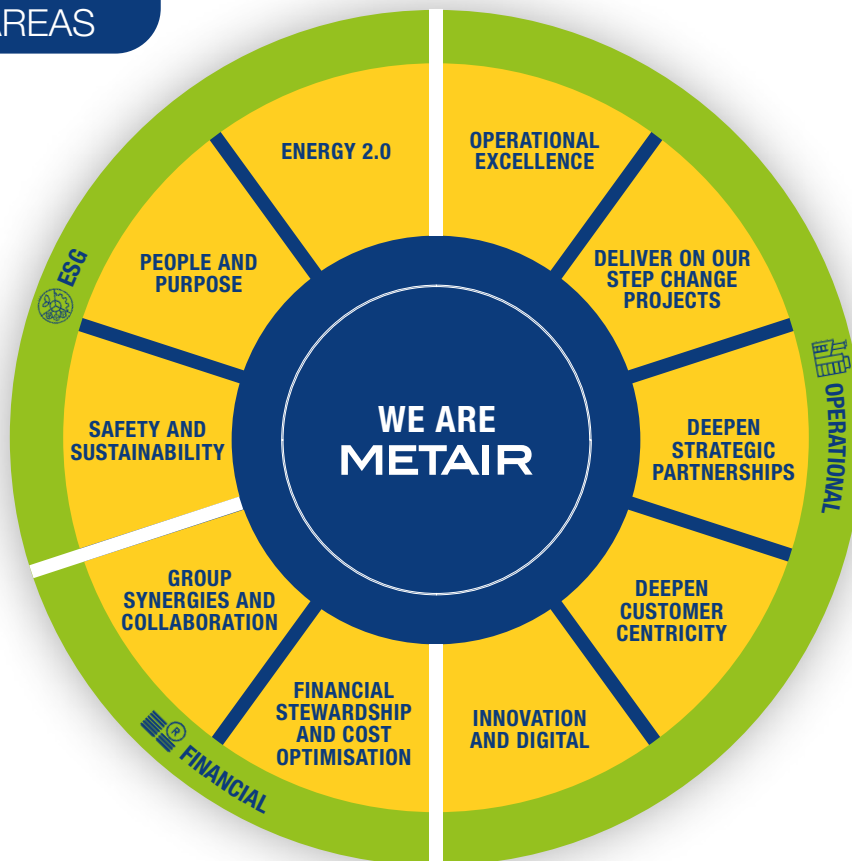 AREAS
ENERGY 2.0
OPERATIONAL
EXCELLENCE
DELIVER ON OUR
STEP CHANGE
PROJECTS
DEEPEN
STRATEGIC
PARTNERSHIPS
DEEPEN
CUSTOMER
CENTRICITY
INNOVATION
AND DIGITAL
FINANCIAL
STEWARDSHIP
AND COST
OPTIMISATION
GROUP
SYNERGIES AND
COLLABORATION
SAFETY AND
SUSTAINABILITY
PEOPLE AND
PURPOSE
WE ARE
METAIR
ESG
OPERATIONAL
R
FINANCIAL